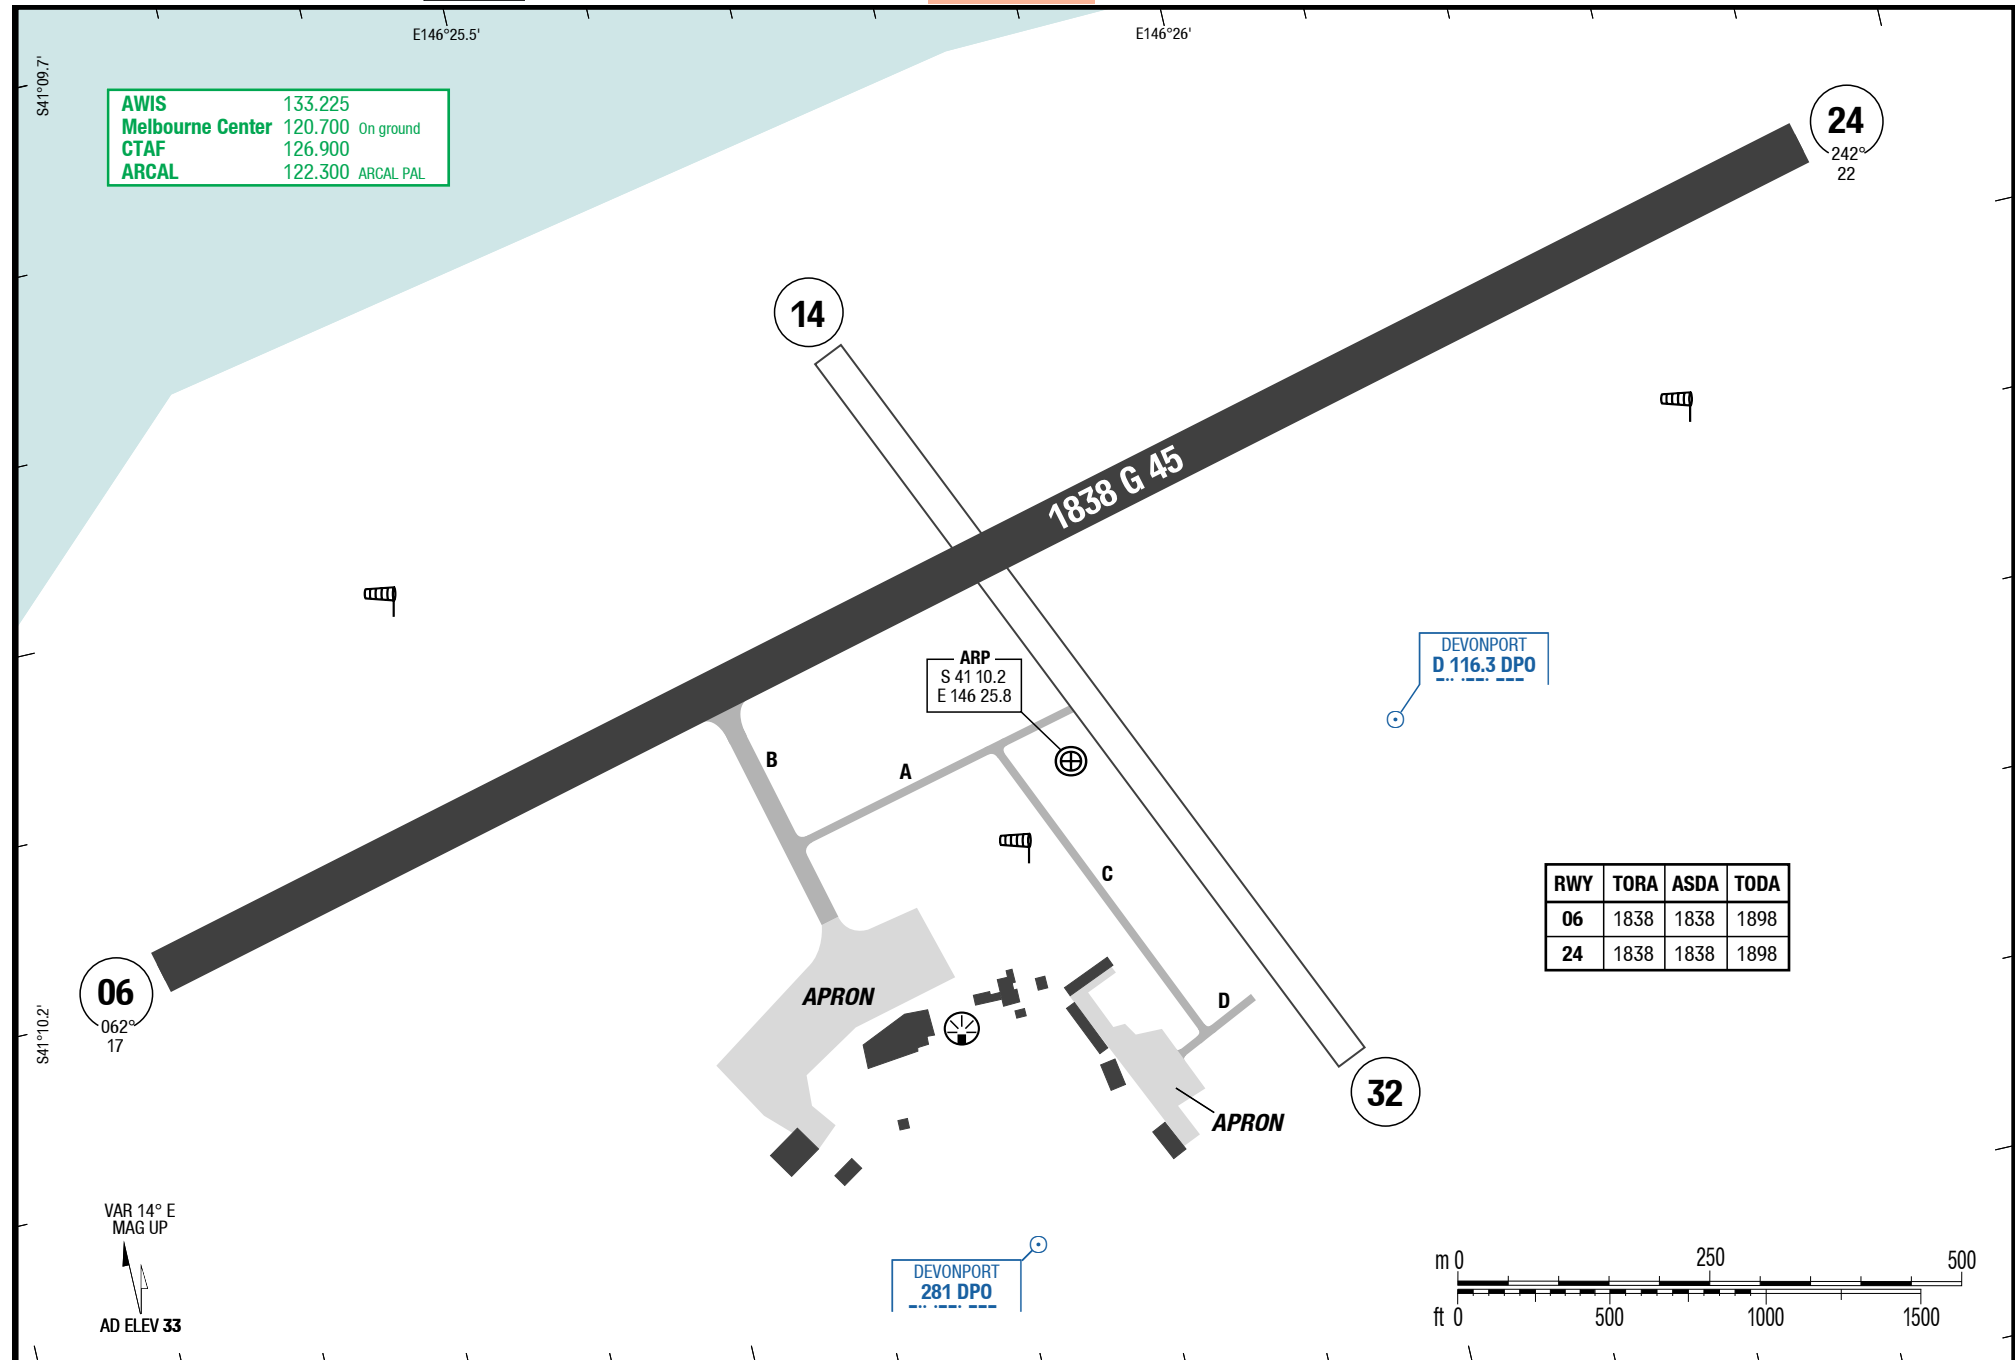 E146°25.5'
E146°26'
S41°09.7'
AWIS 133.225
Melbourne Center 120.700 On ground
CTAF 126.900
ARCAL 122.300 ARCAL PAL
24
242°
22
14
1838 G 45
DEVONPORT
D 116.3 DPO
ARP
S 41 10.2
E 146 25.8
B
A
C
RWY TORA ASDA TODA
06 1838 1838 1898
24 1838 1838 1898
06
062°
17
S41°10.2'
APRON
D
32
APRON
VAR 14° E
MAG UP
AD ELEV 33
DEVONPORT
281 DPO
m 0 250 500
ft 0 500 1000 1500